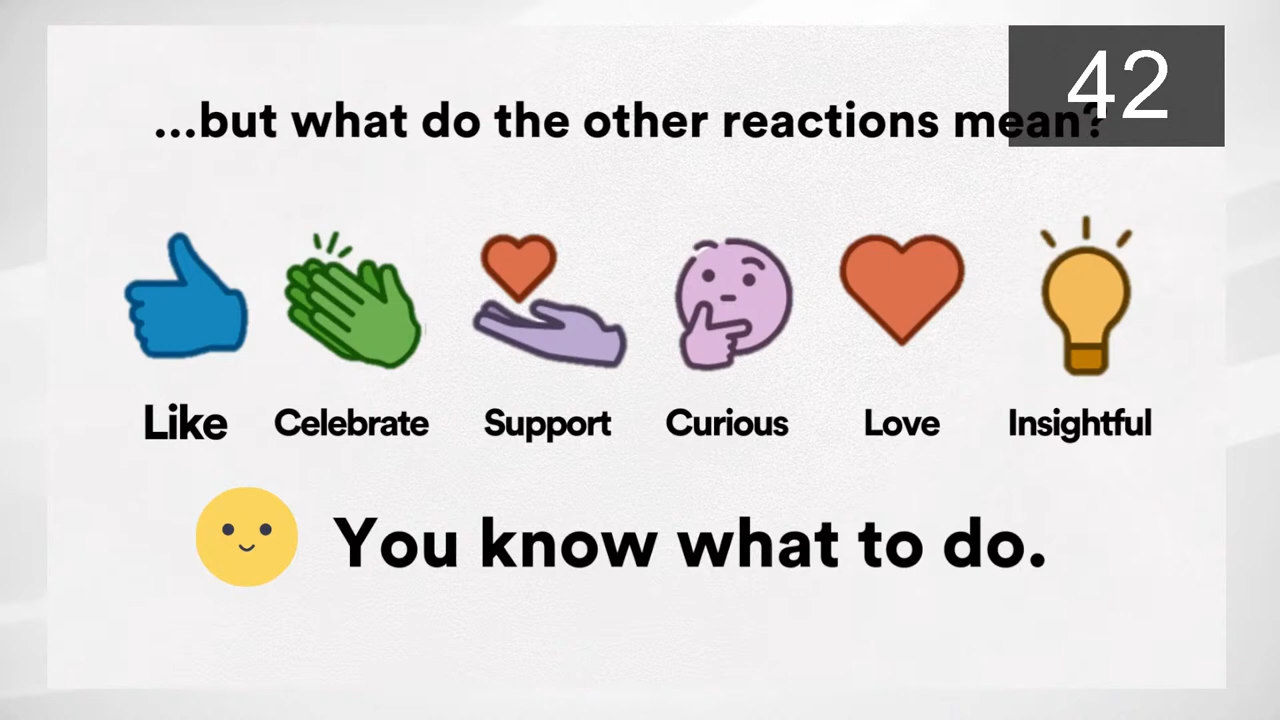 42
...but what do the other reactions mean?
Like Celebrate Support Curious Love Insightful
You know what to do.